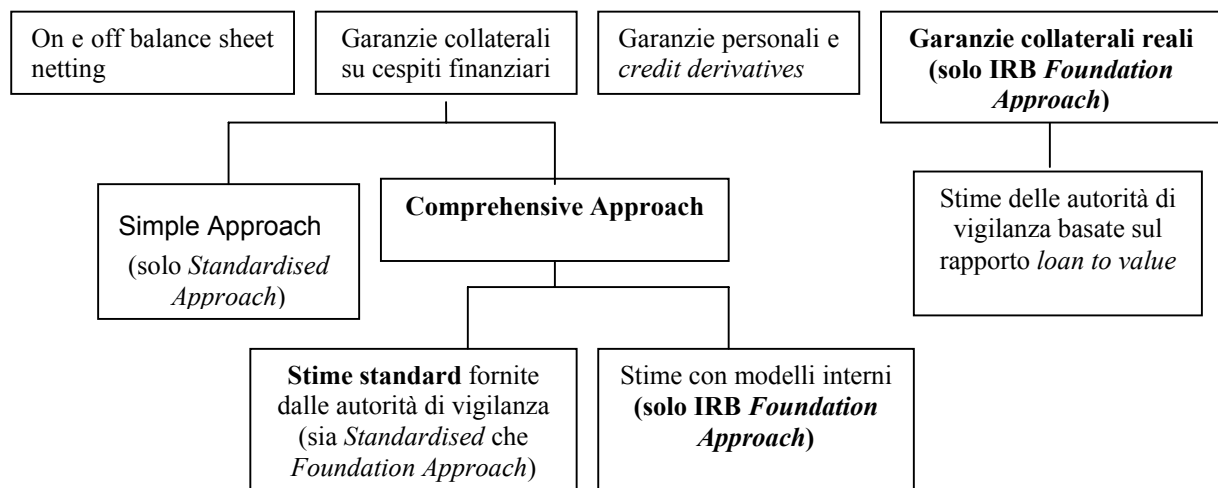 On e off balance sheet
netting
Garanzie collaterali
su cespiti finanziari
Garanzie personali e
credit derivatives
Garanzie collaterali reali
(solo IRB Foundation
Approach)
Simple Approach
(solo Standardised
Approach)
Comprehensive Approach
Stime delle autorità di
vigilanza basate sul
rapporto loan to value
Stime standard fornite
dalle autorità di vigilanza
(sia Standardised che
Foundation Approach)
Stime con modelli interni
(solo IRB Foundation
Approach)